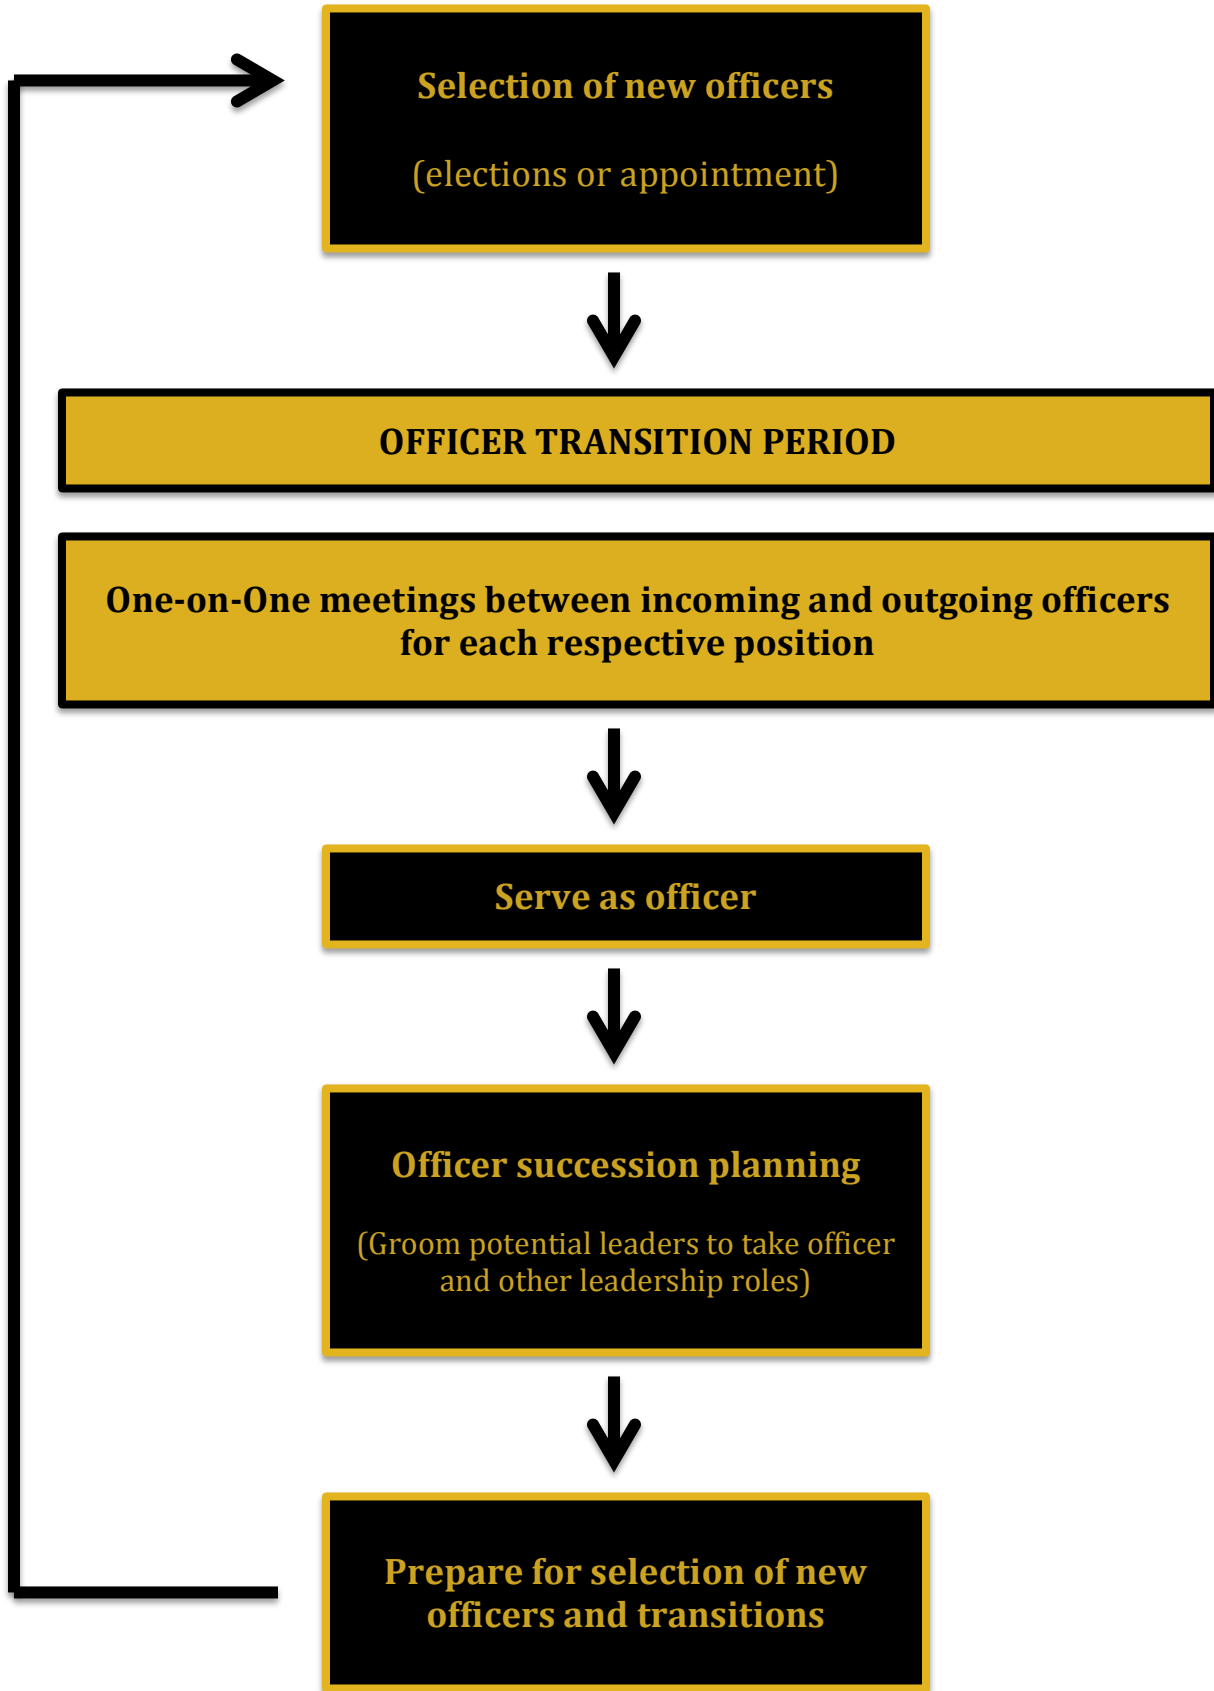 Selection of new officers
(elections or appointment)
OFFICER TRANSITION PERIOD
One-on-One meetings between incoming and outgoing officers
for each respective position
Serve as officer
Officer succession planning
(Groom potential leaders to take officer
and other leadership roles)
Prepare for selection of new
officers and transitions